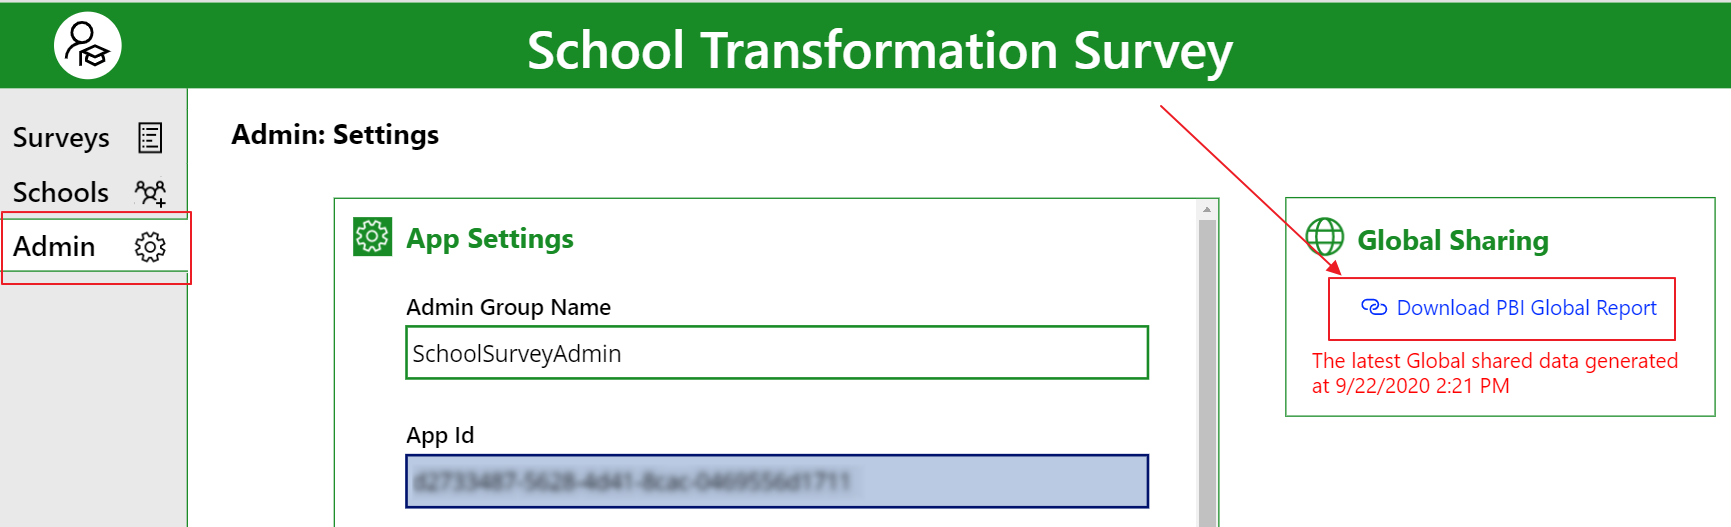 School Transformation Survey
Surveys
Schools
Admin
Admin: Settings
App Settings
Admin Group Name
SchoolSurveyAdmin
App Id
Global Sharing
Download PBI Global Report
The latest Global shared data generated
at 9/22/2020 2:21 PM